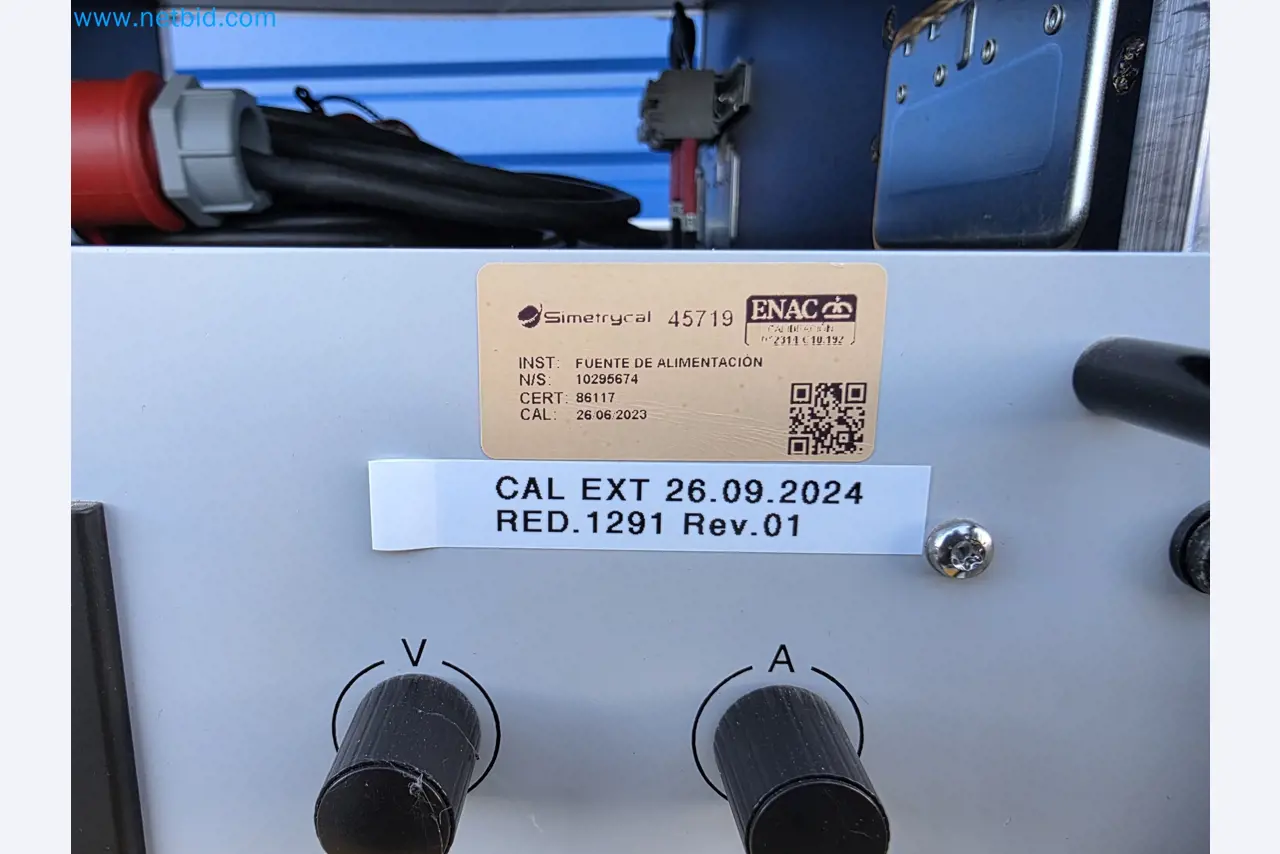 www.netbid.com
Simetrycal 45719 ENAC
CALIBRACIÓN
INST: FUENTE DE ALIMENTACIÓN
N/S: 10295674
CERT: 86117
CAL: 26/06/2023
CAL EXT 26.09.2024
RED.1291 Rev.01
V A